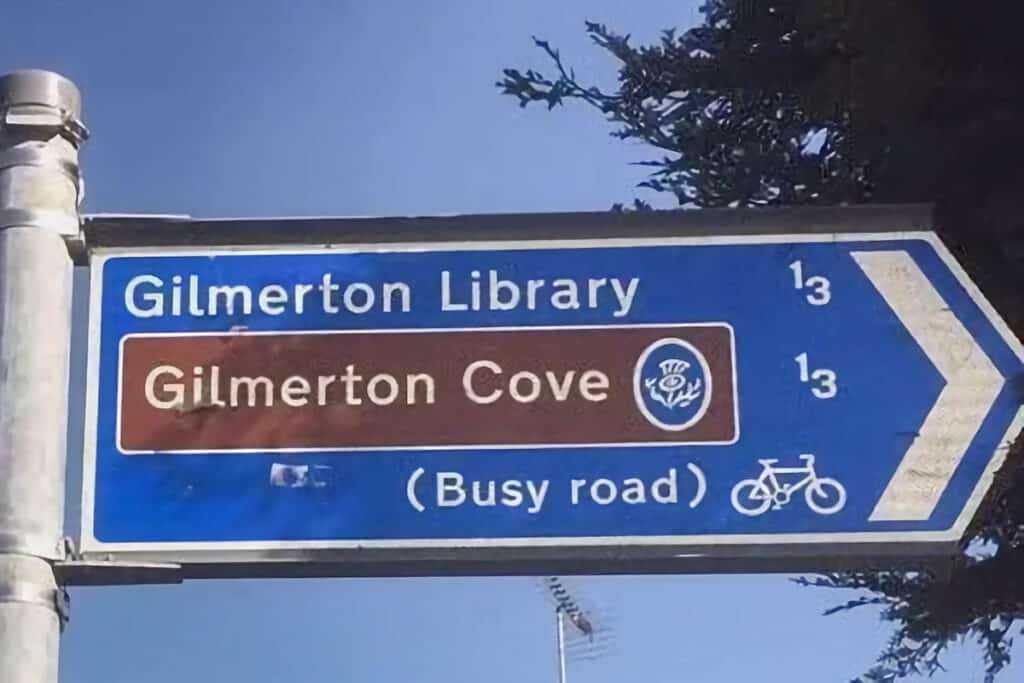 Gilmerton Library 1/3
Gilmerton Cove 1/3
(Busy road)